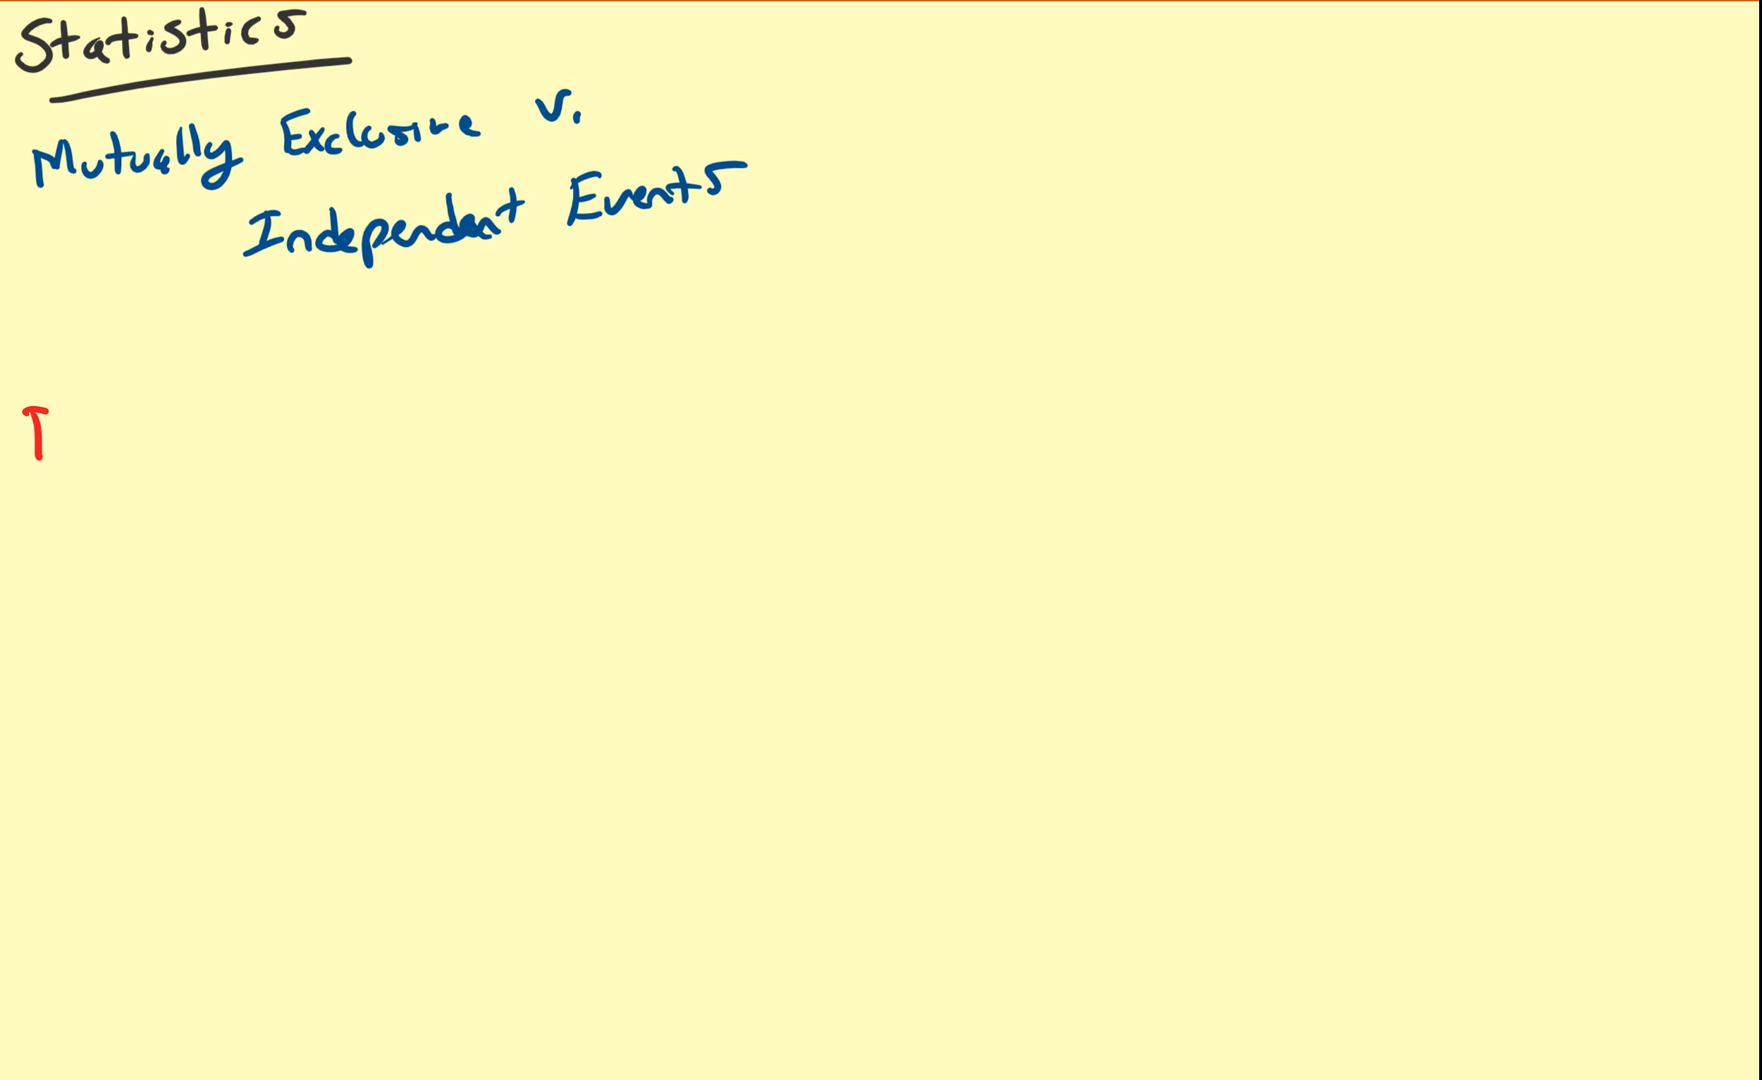 Statistics
Mutually Exclusive v.
Independent Events